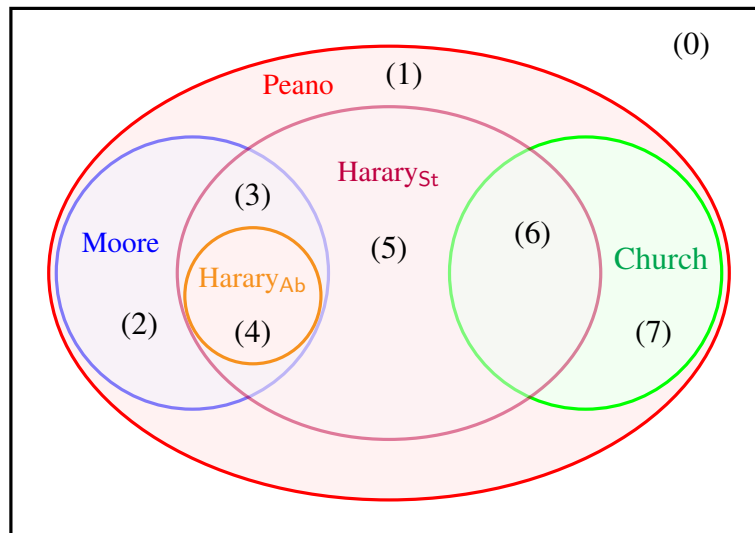 (0)
(1)
Peano
Harary_St
(3)
(6)
Moore
(5)
Church
Harary_Ab
(2)
(4)
(7)